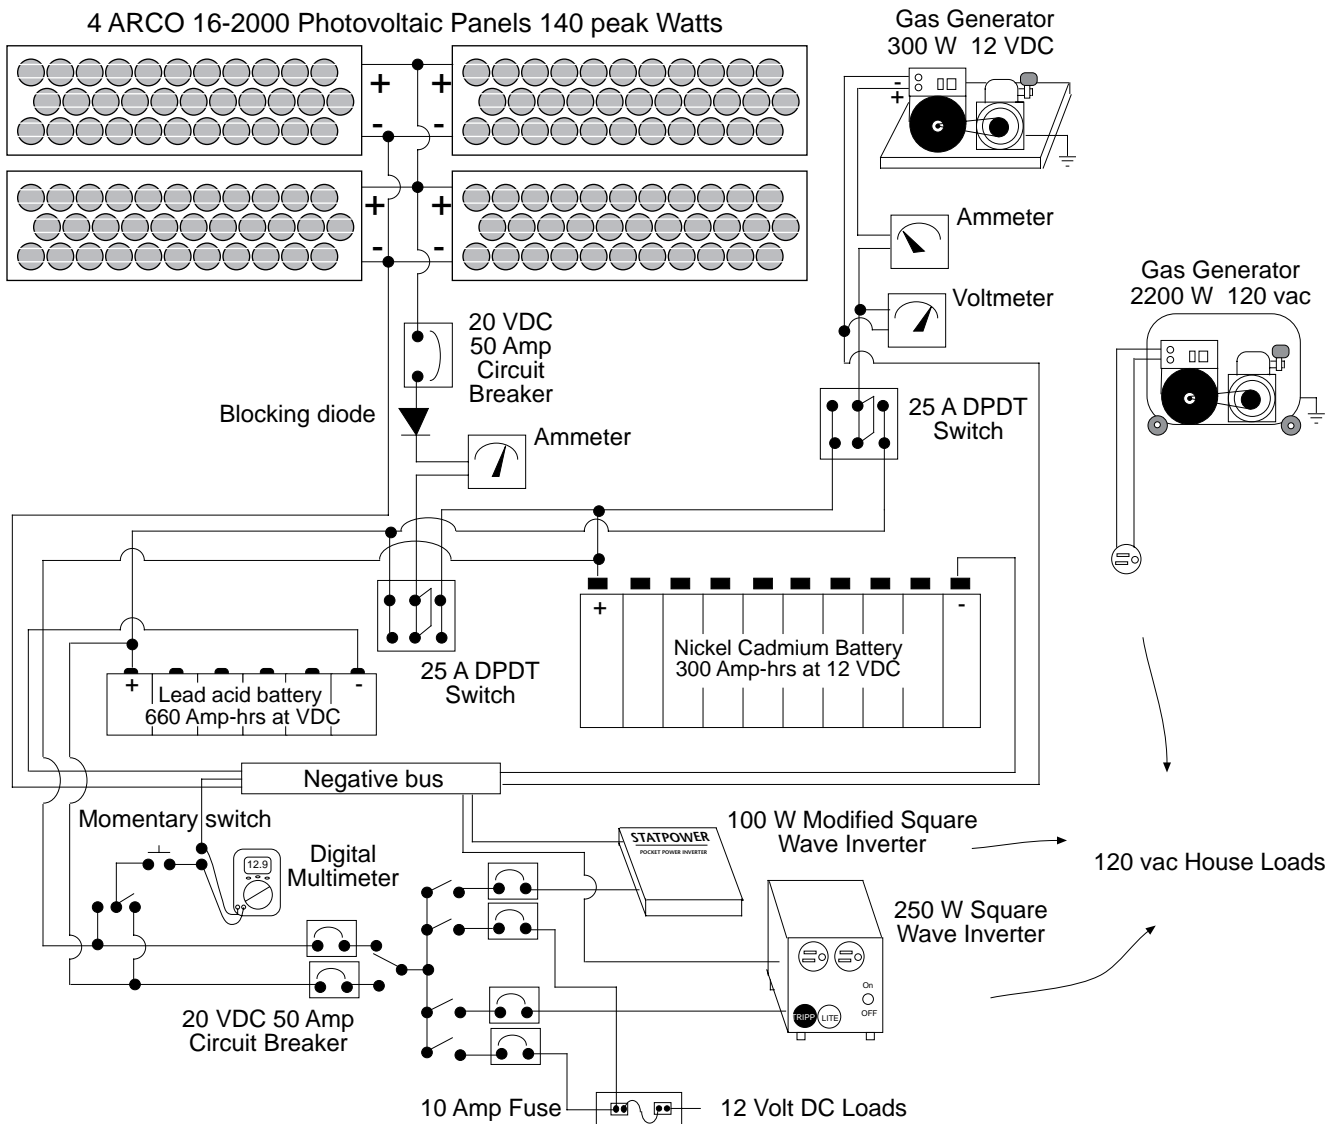 4 ARCO 16-2000 Photovoltaic Panels 140 peak Watts
Gas Generator
300 W 12 VDC
+ +
- -
+ +
- -
-
+
Ammeter
Voltmeter
Gas Generator
2200 W 120 vac
20 VDC
50 Amp
Circuit
Breaker
Blocking diode
Ammeter
25 A DPDT
Switch
+ -
Nickel Cadmium Battery
300 Amp-hrs at 12 VDC
25 A DPDT
Switch
+ -
Lead acid battery
660 Amp-hrs at VDC
Negative bus
Momentary switch
12.9
Digital
Multimeter
STATPOWER
POCKET POWER INVERTER
100 W Modified Square
Wave Inverter
120 vac House Loads
250 W Square
Wave Inverter
On
OFF
TRIPP LITE
20 VDC 50 Amp
Circuit Breaker
10 Amp Fuse
12 Volt DC Loads